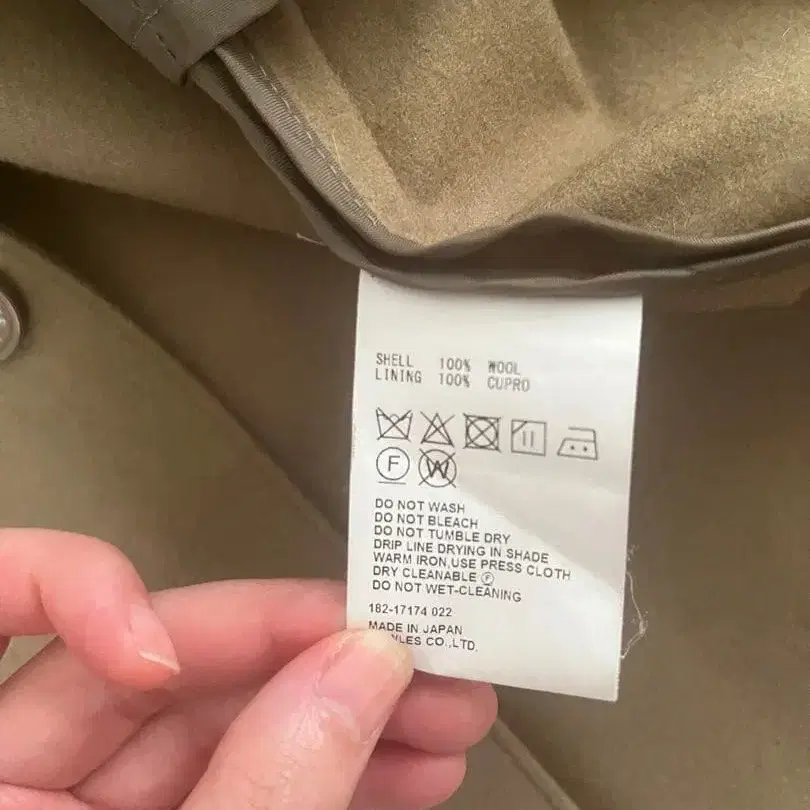 SHELL 100% WOOL
LINING 100% CUPRO
F W
DO NOT WASH
DO NOT BLEACH
DO NOT TUMBLE DRY
DRIP LINE DRYING IN SHADE
WARM IRON,USE PRESS CLOTH
DRY CLEANABLE Ⓕ
DO NOT WET-CLEANING
182-17174 022
MADE IN JAPAN
CO.,LTD.